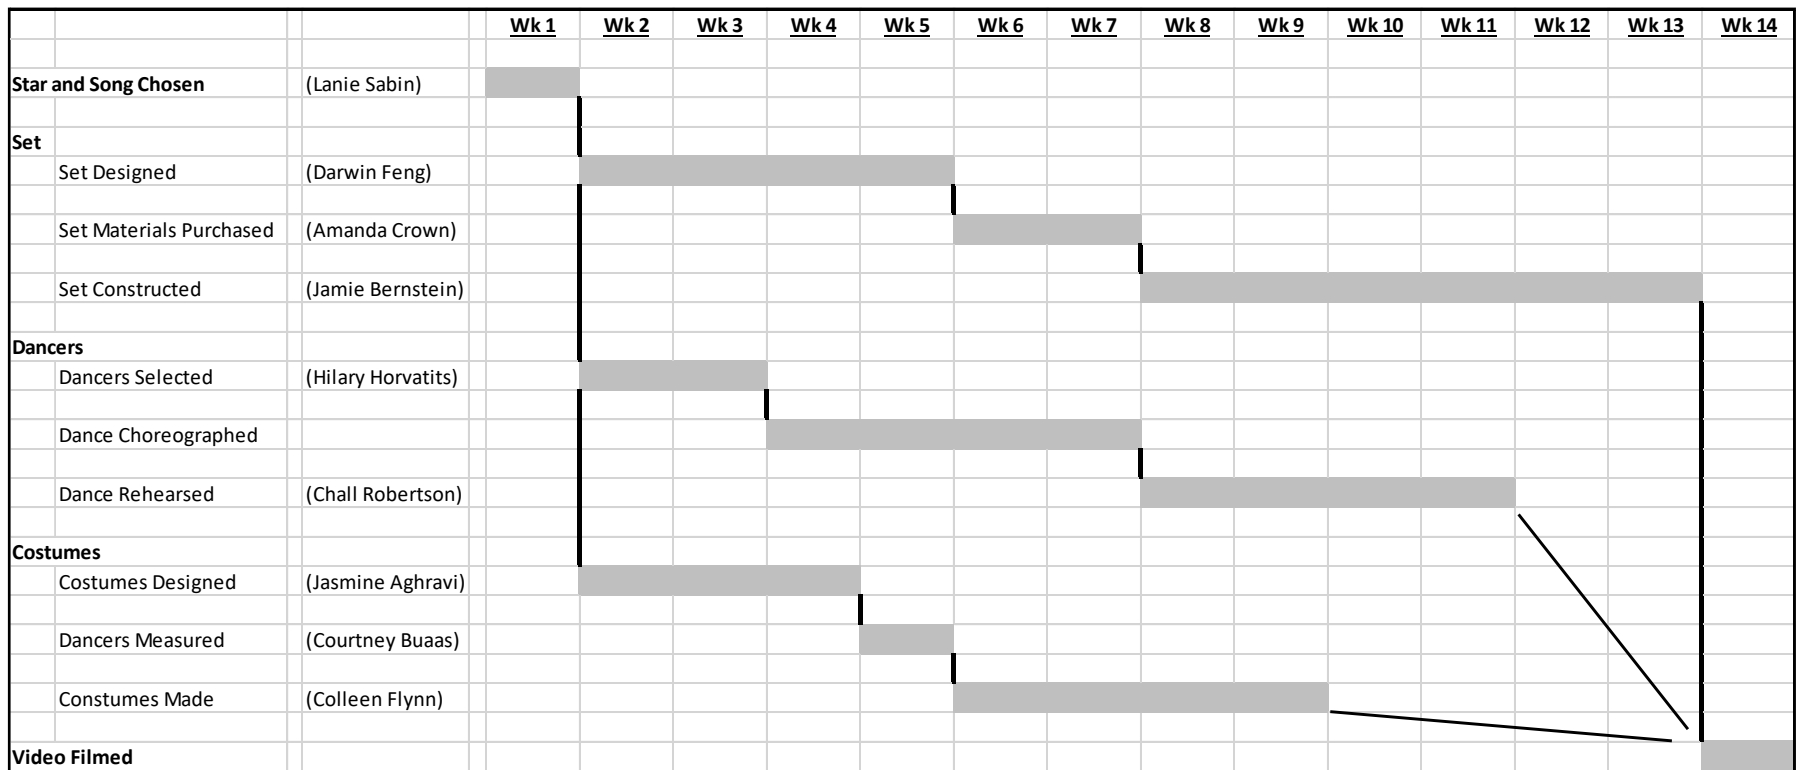 Wk 1 Wk 2 Wk 3 Wk 4 Wk 5 Wk 6 Wk 7 Wk 8 Wk 9 Wk 10 Wk 11 Wk 12 Wk 13 Wk 14
Star and Song Chosen (Lanie Sabin)
Set
Set Designed (Darwin Feng)
Set Materials Purchased (Amanda Crown)
Set Constructed (Jamie Bernstein)
Dancers
Dancers Selected (Hilary Horvatits)
Dance Choreographed
Dance Rehearsed (Chall Robertson)
Costumes
Costumes Designed (Jasmine Aghravi)
Dancers Measured (Courtney Buaas)
Constumes Made (Colleen Flynn)
Video Filmed